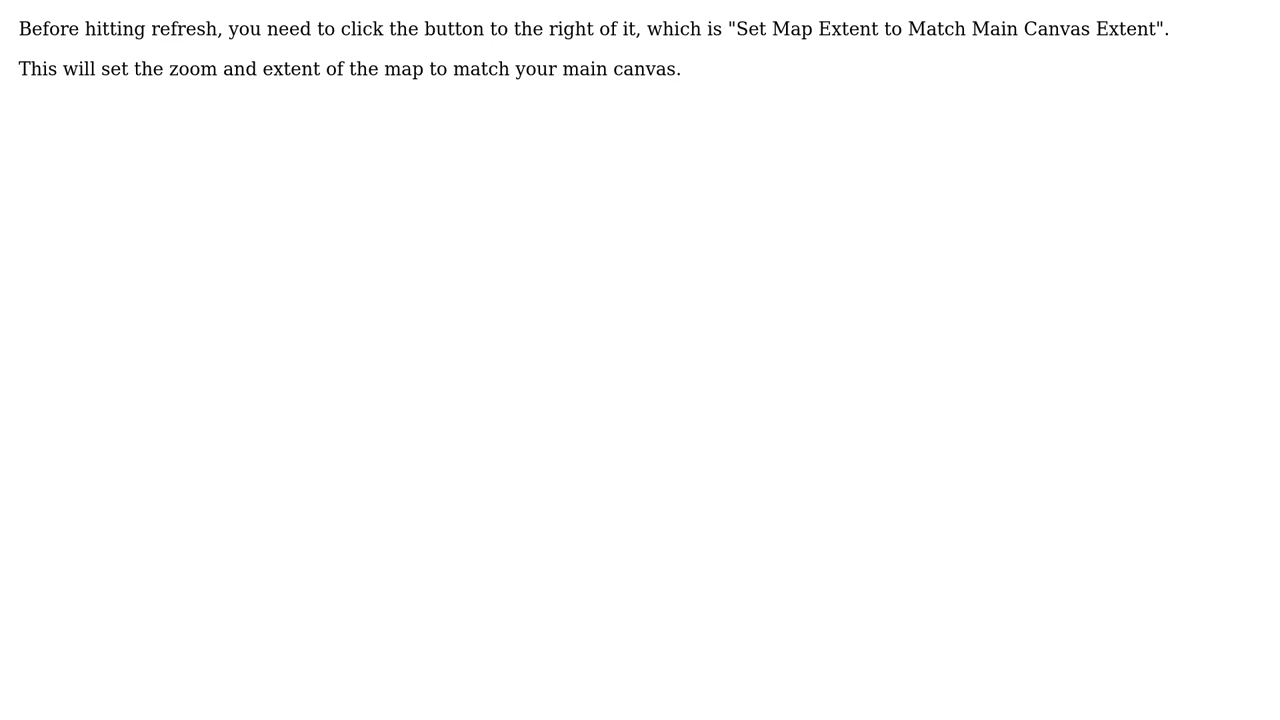 Before hitting refresh, you need to click the button to the right of it, which is "Set Map Extent to Match Main Canvas Extent".
This will set the zoom and extent of the map to match your main canvas.